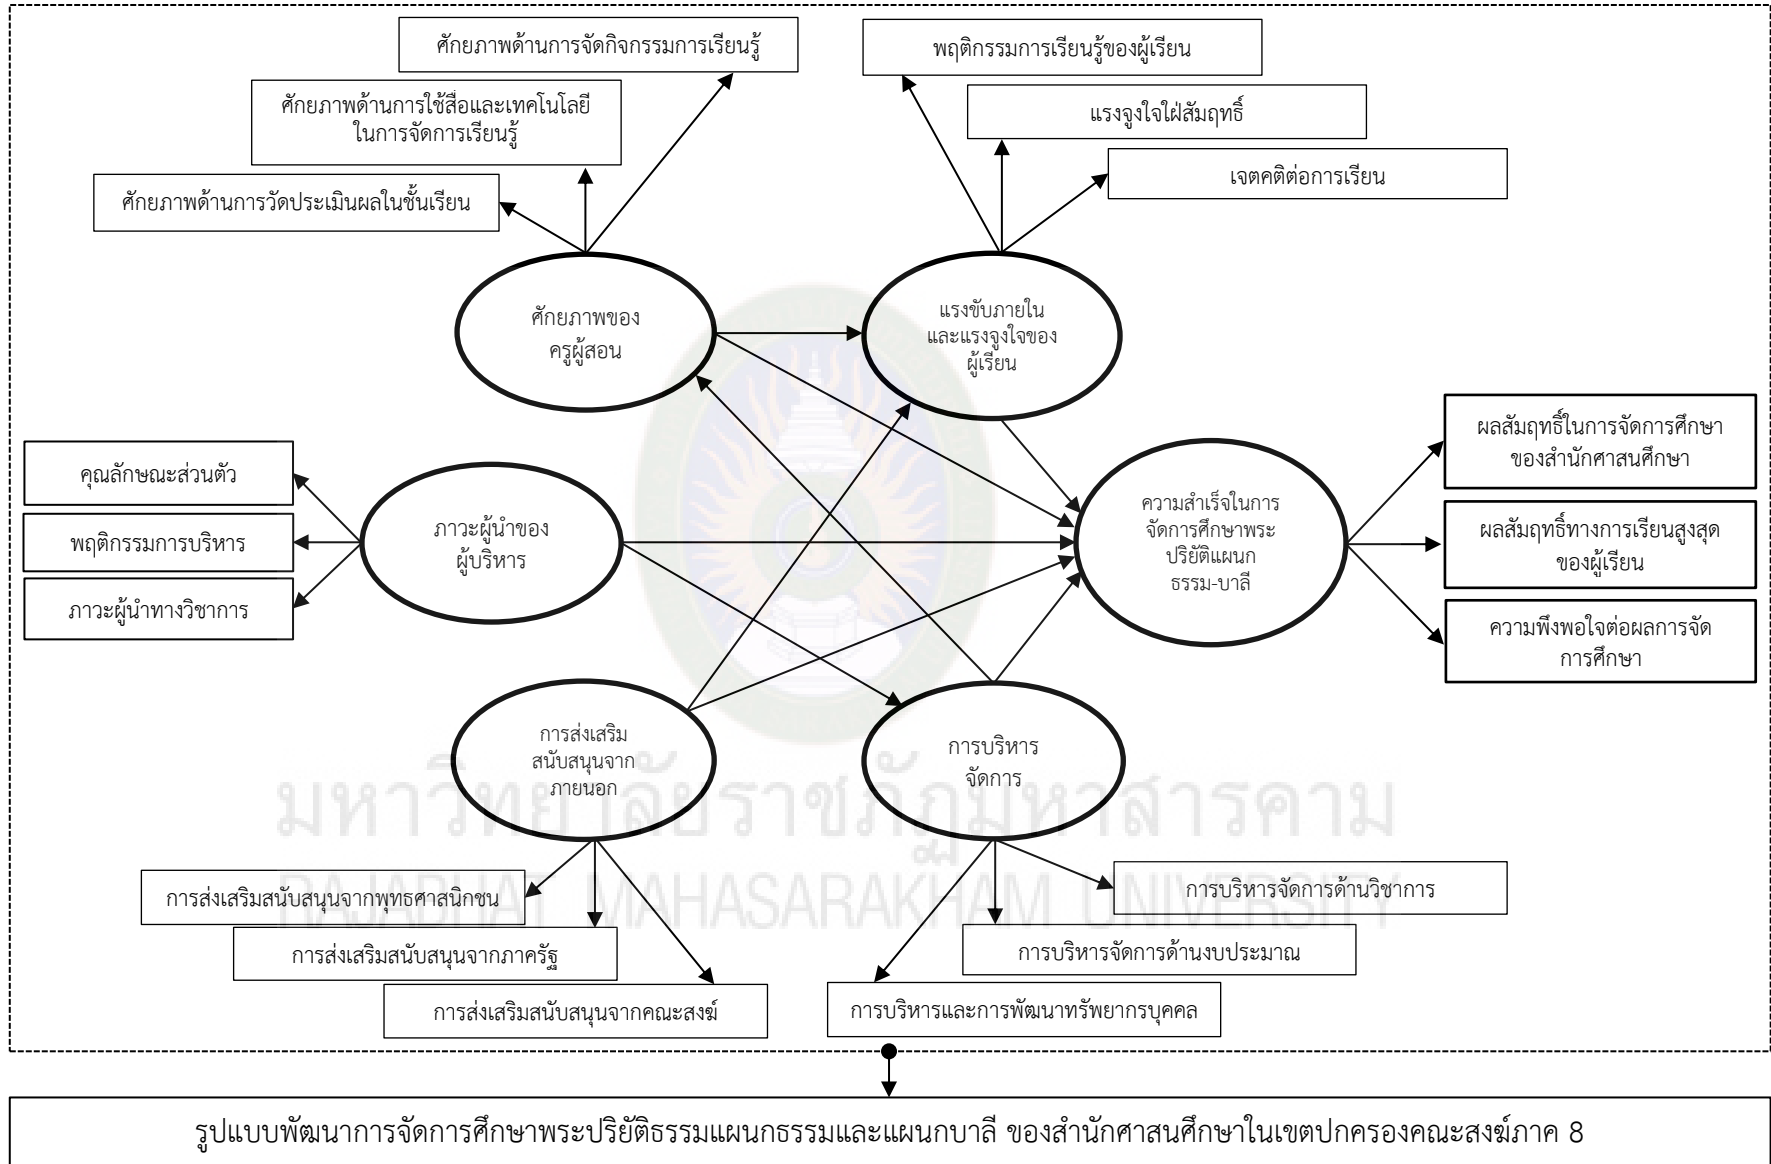 ศักยภาพด้านการจัดกิจกรรมการเรียนรู้
พฤติกรรมการเรียนรู้ของผู้เรียน
ศักยภาพด้านการใช้สื่อและเทคโนโลยี
ในการจัดการเรียนรู้
แรงจูงใจใฝ่สัมฤทธิ์
ศักยภาพด้านการวัดประเมินผลในชั้นเรียน
เจตคติต่อการเรียน
ศักยภาพของ
ครูผู้สอน
แรงขับภายใน
และแรงจูงใจของ
ผู้เรียน
คุณลักษณะส่วนตัว
พฤติกรรมการบริหาร
ภาวะผู้นำทางวิชาการ
ภาวะผู้นำของ
ผู้บริหาร
ความสำเร็จในการ
จัดการศึกษาพระ
ปริยัติแผนก
ธรรม-บาลี
ผลสัมฤทธิ์ในการจัดการศึกษา
ของสำนักศาสนศึกษา
ผลสัมฤทธิ์ทางการเรียนสูงสุด
ของผู้เรียน
ความพึงพอใจต่อผลการจัด
การศึกษา
การส่งเสริม
สนับสนุนจาก
ภายนอก
การบริหาร
จัดการ
มหาวิทยาลัยราชภัฏมหาสารคาม
RAJABHAT MAHASARAKHAM UNIVERSITY
การส่งเสริมสนับสนุนจากพุทธศาสนิกชน
การส่งเสริมสนับสนุนจากภาครัฐ
การส่งเสริมสนับสนุนจากคณะสงฆ์
การบริหารจัดการด้านวิชาการ
การบริหารจัดการด้านงบประมาณ
การบริหารและการพัฒนาทรัพยากรบุคคล
รูปแบบพัฒนาการจัดการศึกษาพระปริยัติธรรมแผนกธรรมและแผนกบาลี ของสำนักศาสนศึกษาในเขตปกครองคณะสงฆ์ภาค 8